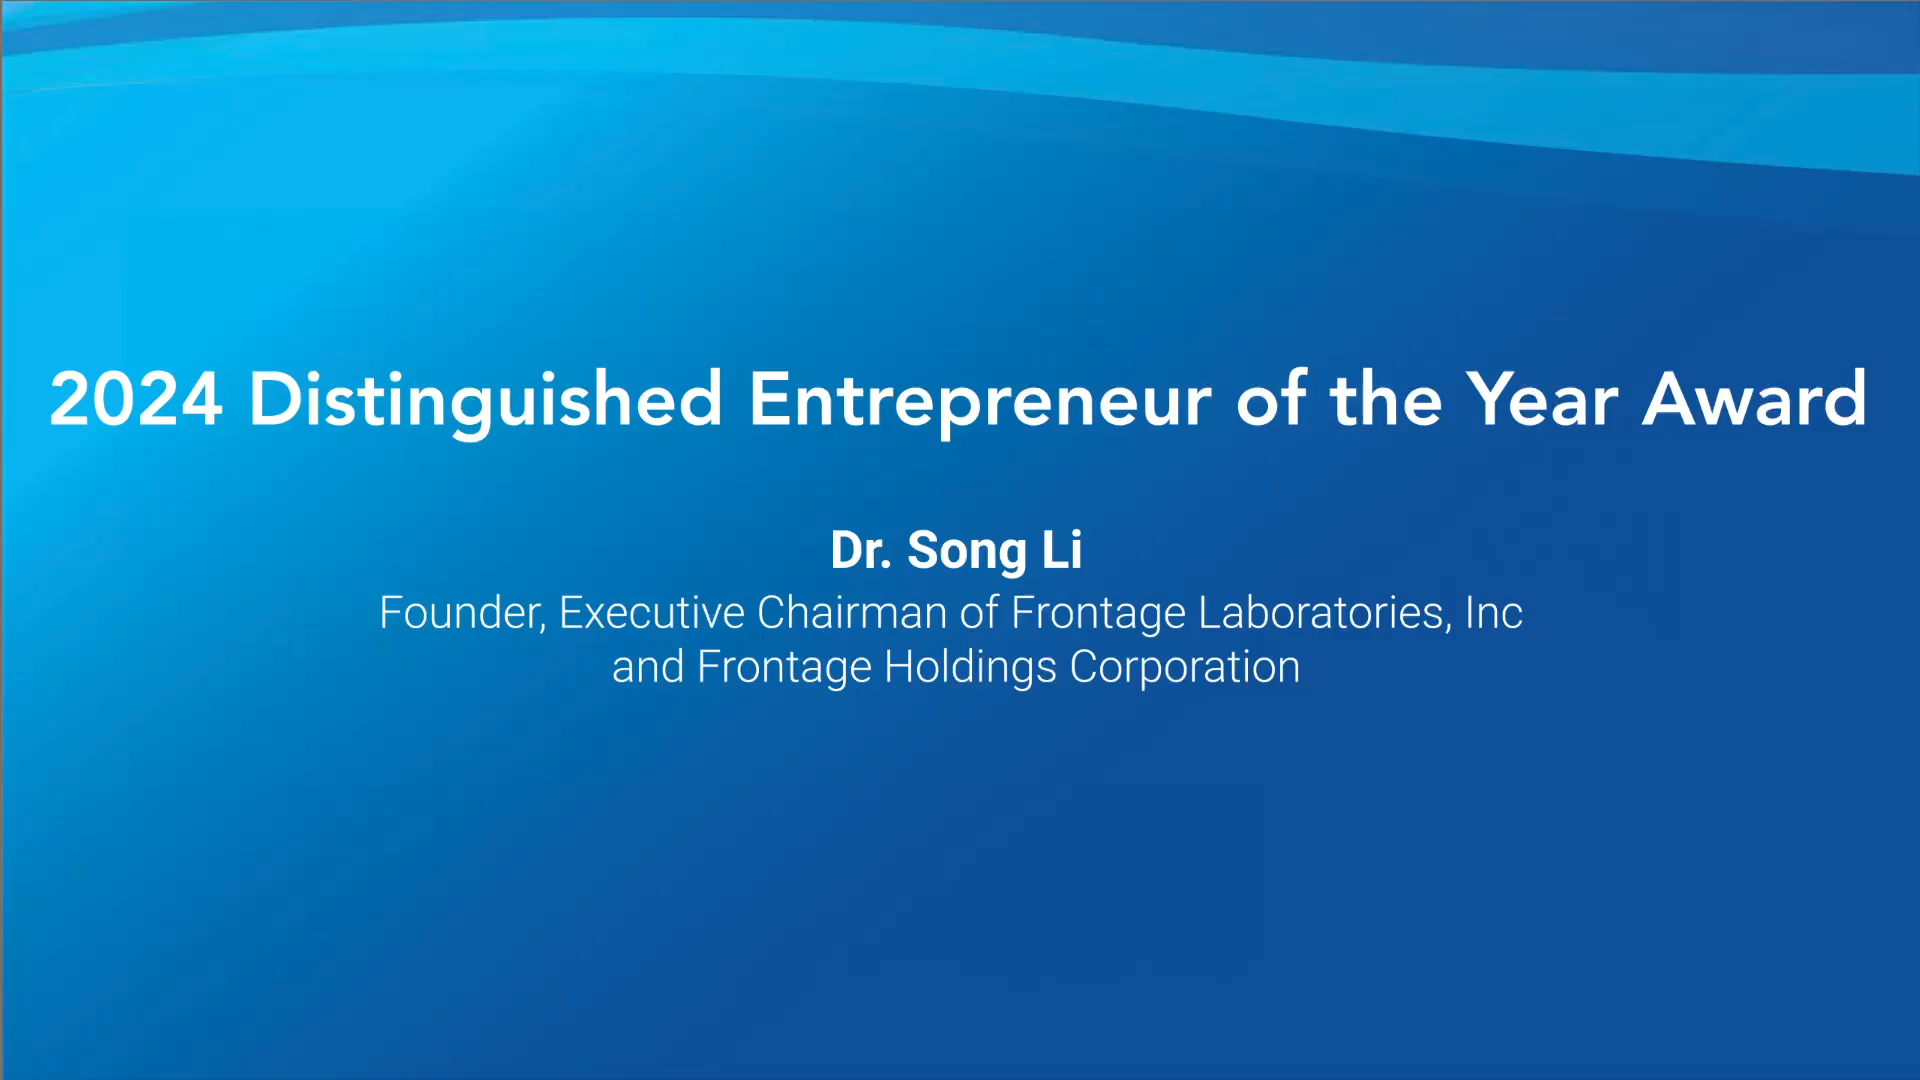 2024 Distinguished Entrepreneur of the Year Award
Dr. Song Li
Founder, Executive Chairman of Frontage Laboratories, Inc
and Frontage Holdings Corporation